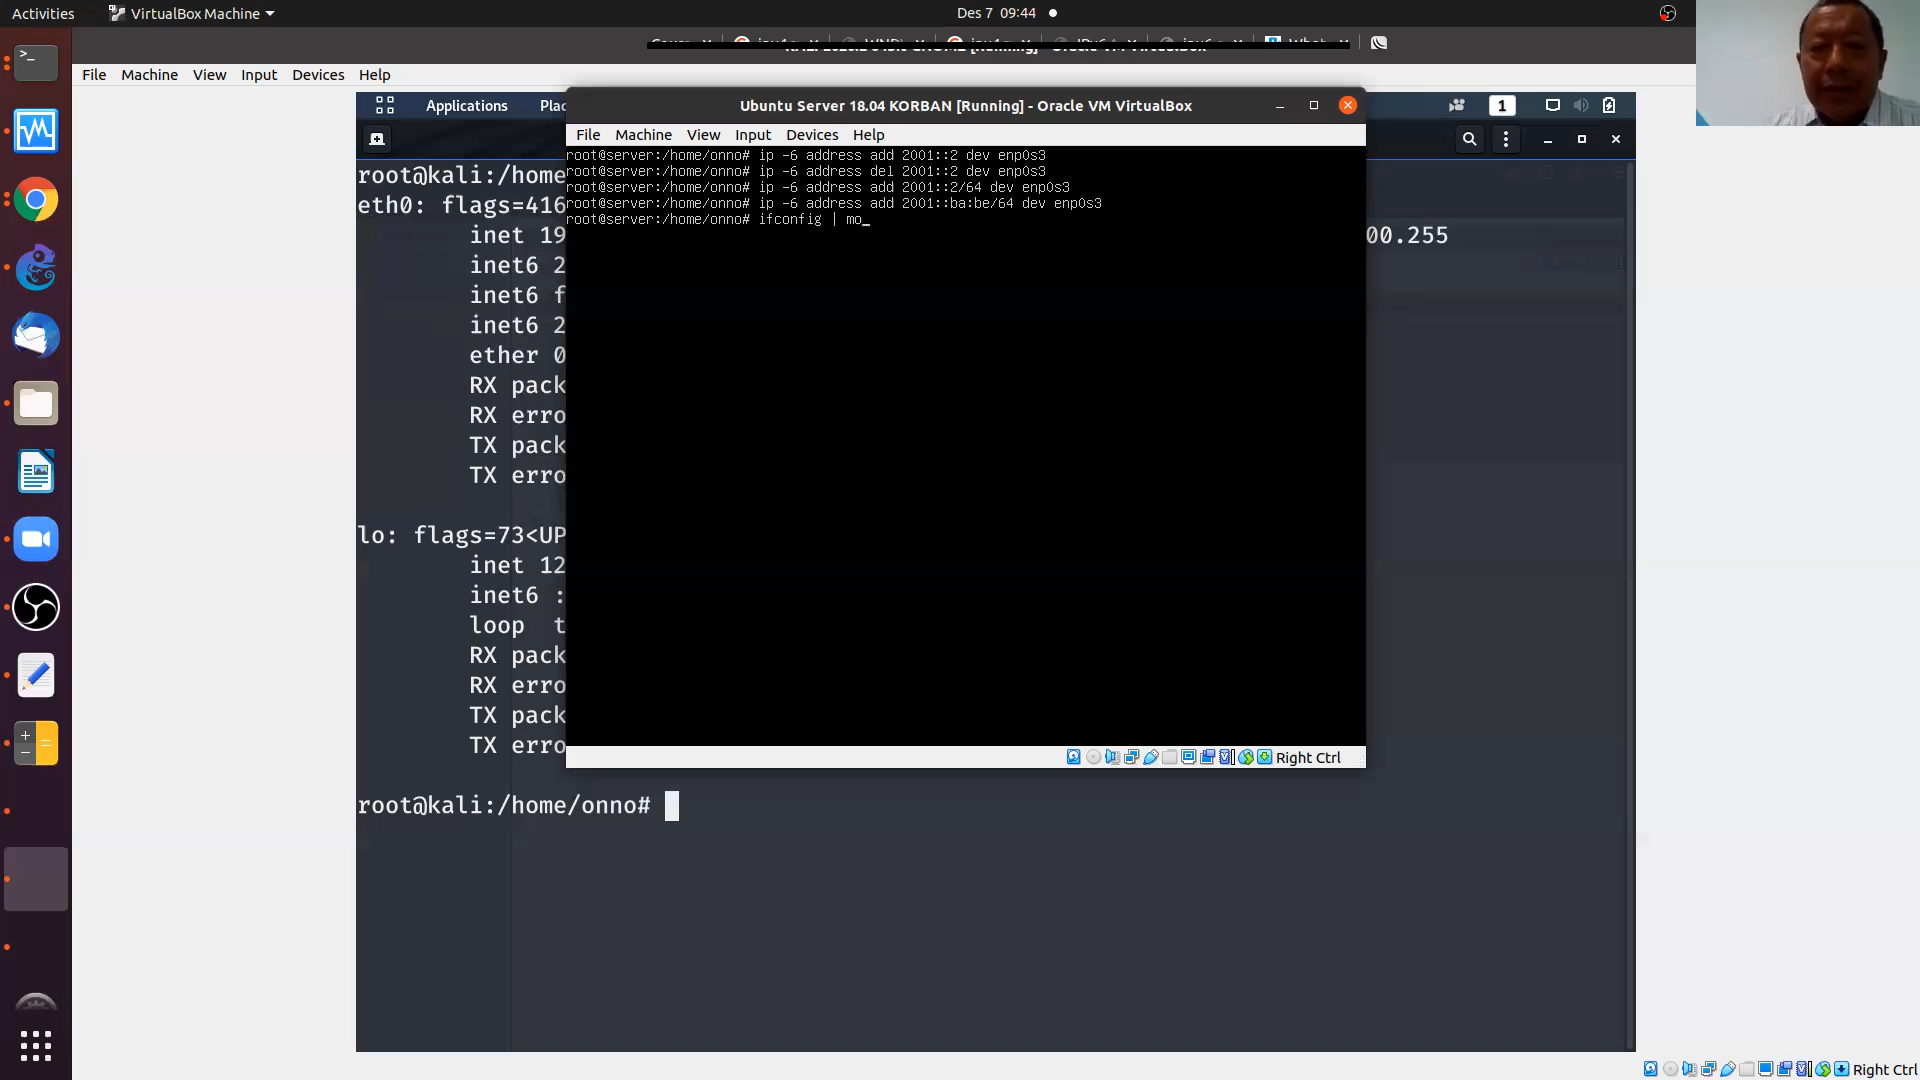 Activities
VirtualBox Machine
Des 7 09:44
File Machine View Input Devices Help
Applications
Ubuntu Server 18.04 KORBAN [Running] - Oracle VM VirtualBox
1
File Machine View Input Devices Help
root@server:/home/onno# ip -6 address add 2001::2 dev enp0s3
root@server:/home/onno# ip -6 address del 2001::2 dev enp0s3
root@server:/home/onno# ip -6 address add 2001::2/64 dev enp0s3
root@server:/home/onno# ip -6 address add 2001::ba:be/64 dev enp0s3
root@server:/home/onno# ifconfig | mo_
root@kali:/home
eth0: flags=416
inet 19
00.255
inet6 2
inet6 f
inet6 2
ether 0
RX pack
RX erro
TX pack
TX erro
lo: flags=73<UP
inet 12
inet6 :
loop t
RX pack
RX erro
TX pack
TX erro
Right Ctrl
root@kali:/home/onno#
Right Ctrl